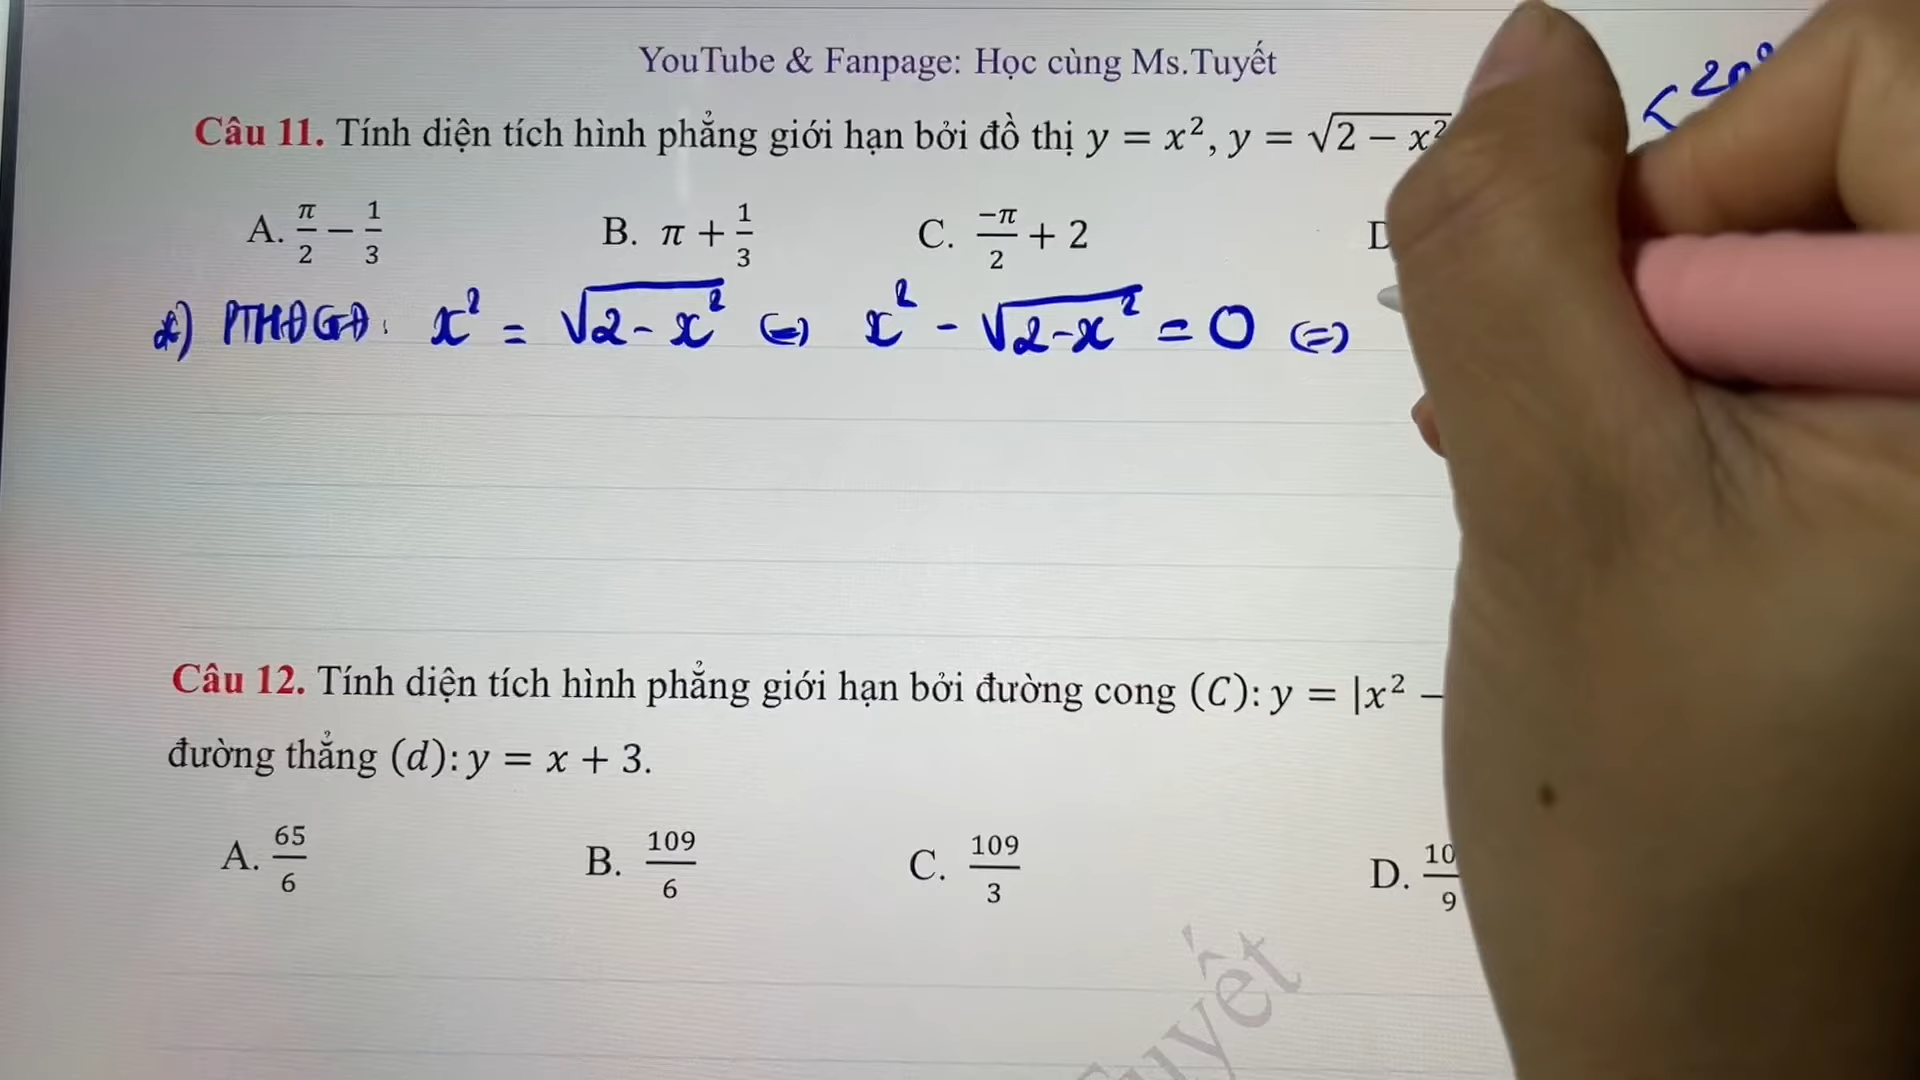 YouTube & Fanpage: Học cùng Ms.Tuyết
Câu 11. Tính diện tích hình phẳng giới hạn bởi đồ thị y = x², y = √(2 − x²)
A. π/2 − 1/3 B. π + 1/3 C. −π/2 + 2 D
*) PTHĐGĐ: x² = √(2 - x²) (=) x² - √(2-x²) = 0 (=)
Câu 12. Tính diện tích hình phẳng giới hạn bởi đường cong (C): y = |x² −
đường thẳng (d): y = x + 3.
A. 65/6 B. 109/6 C. 109/3 D. 10/9
Tuyết